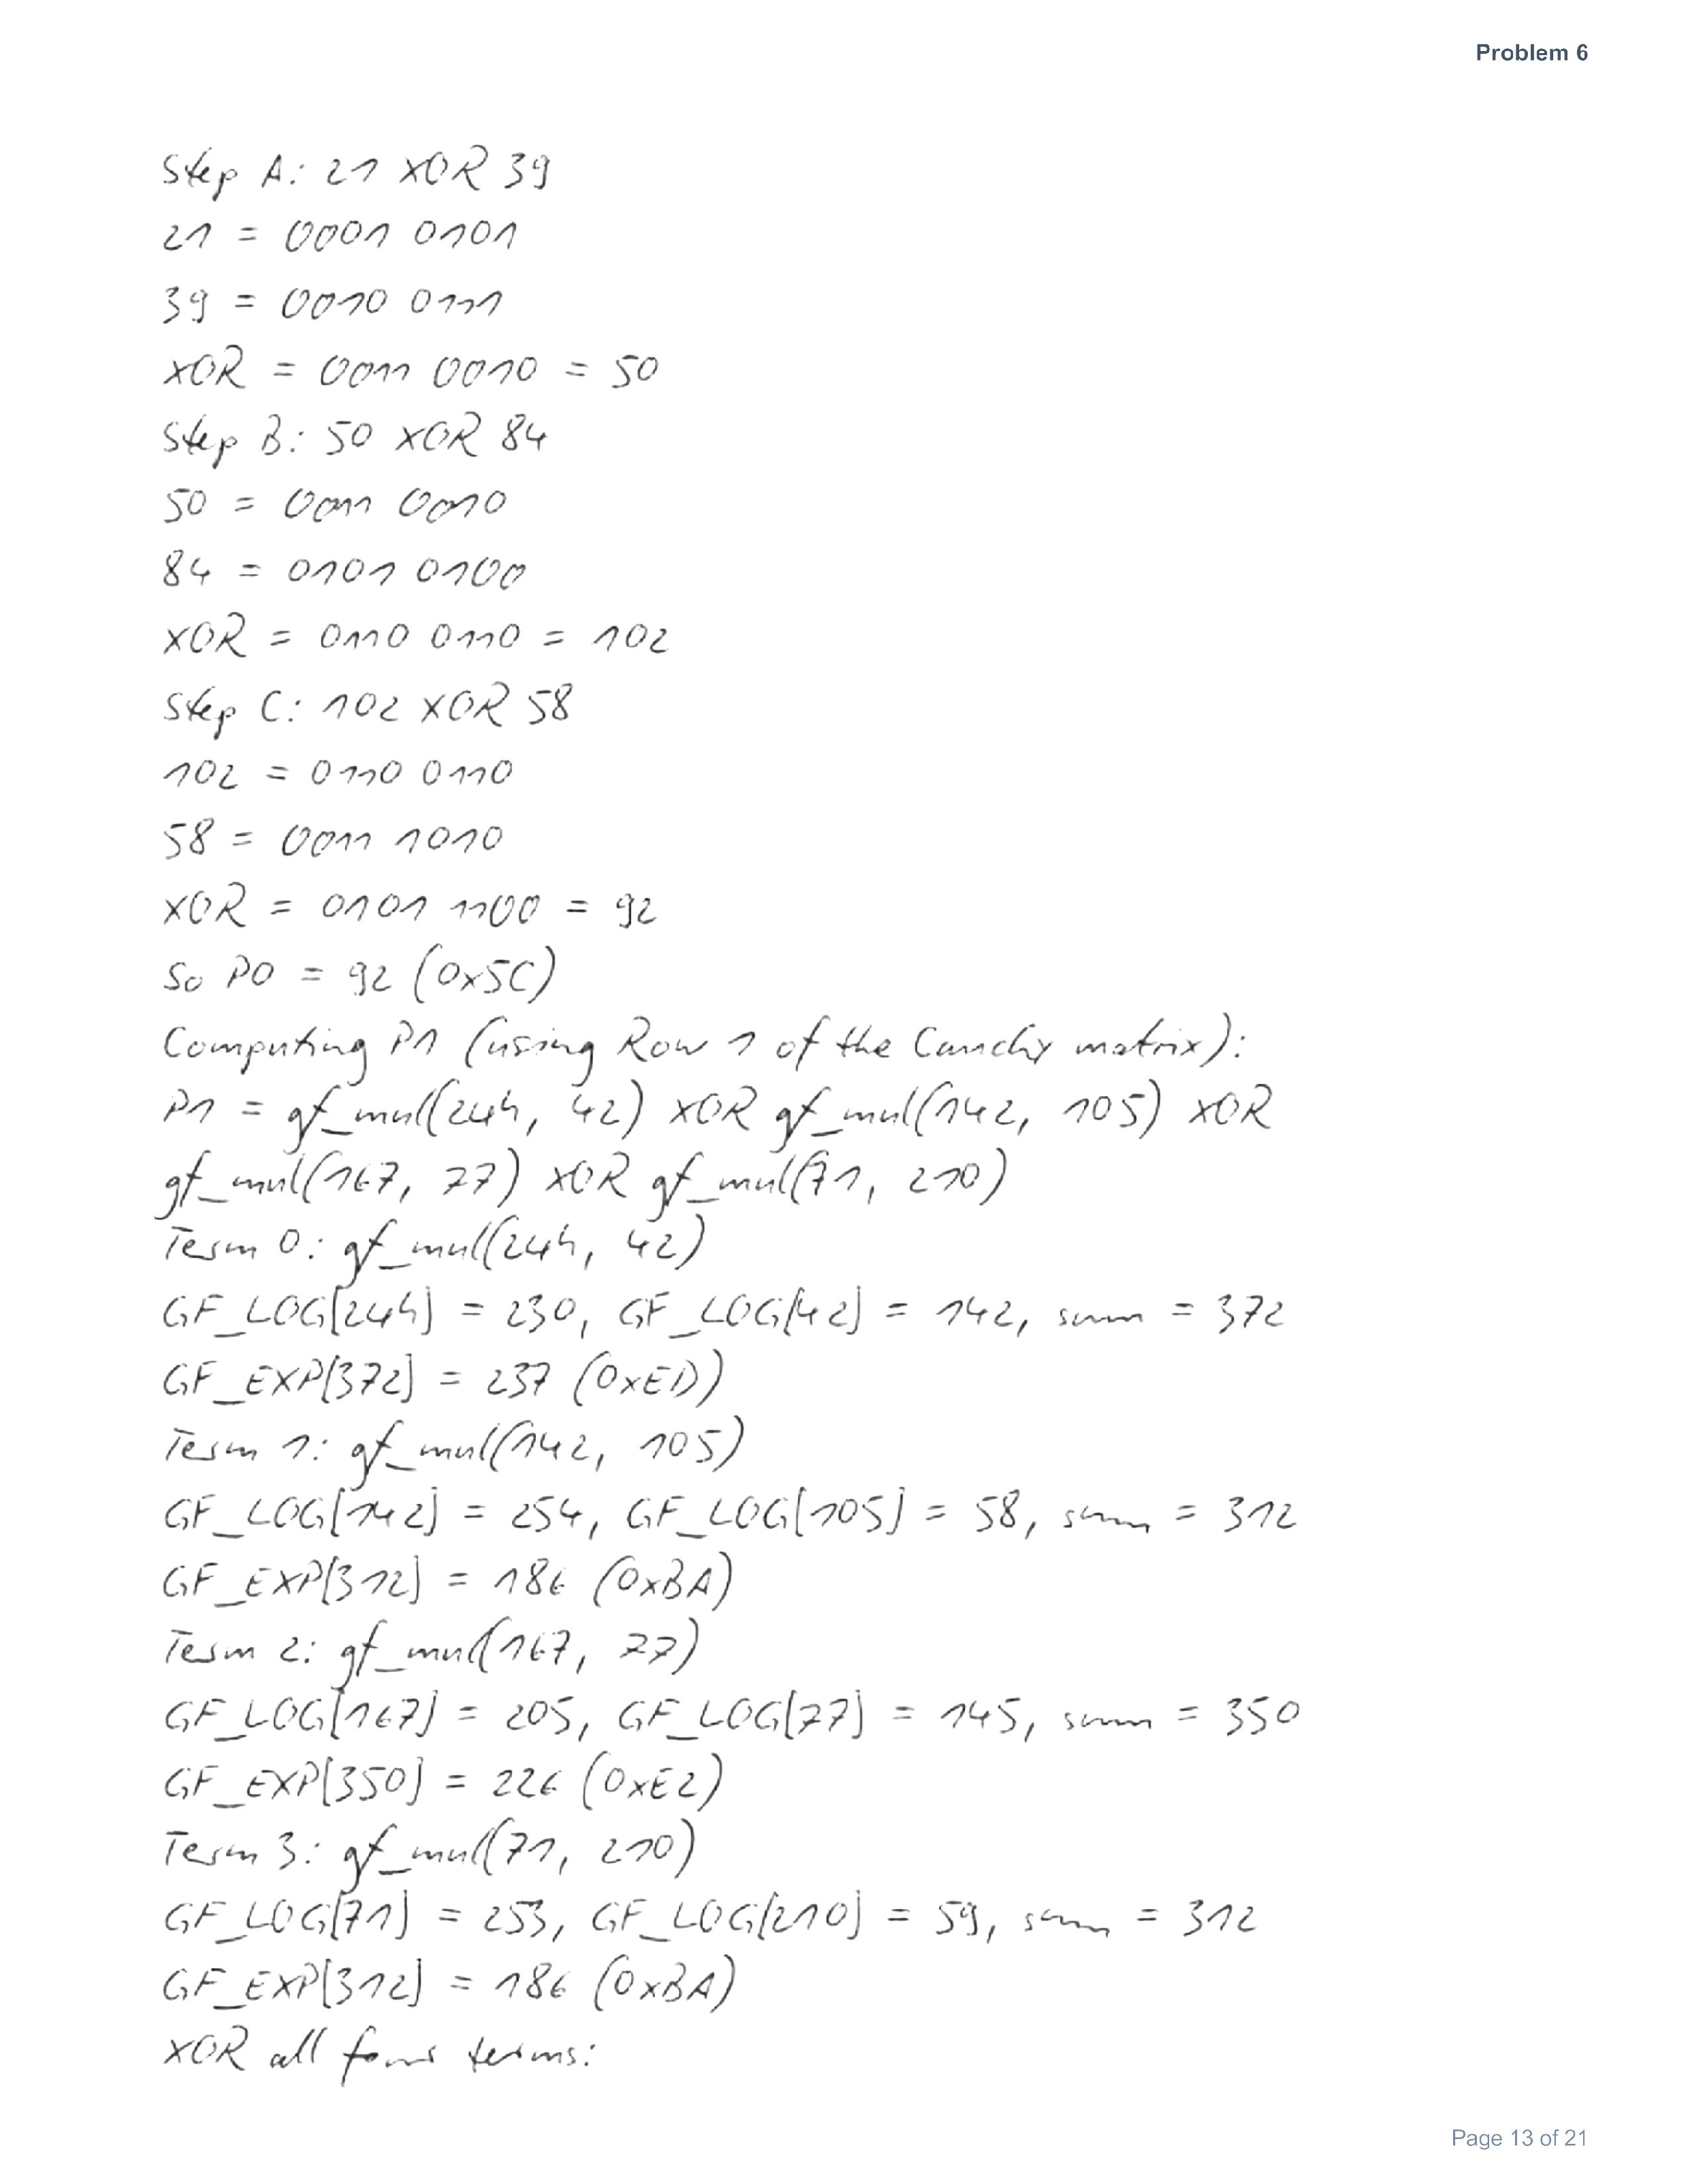 Problem 6
Step A: 21 XOR 39
21 = 0001 0101
39 = 0010 0111
XOR = 0011 0010 = 50
Step B: 50 XOR 84
50 = 0011 0010
84 = 0101 0100
XOR = 0110 0110 = 102
Step C: 102 XOR 58
102 = 0110 0110
58 = 0011 1010
XOR = 0101 1100 = 92
So P0 = 92 (0x5C)
Computing P1 (using Row 1 of the Cauchy matrix):
P1 = gf_mul(244, 42) XOR gf_mul(142, 105) XOR
gf_mul(167, 77) XOR gf_mul(71, 210)
Term 0: gf_mul(244, 42)
GF_LOG[244] = 230, GF_LOG[42] = 142, sum = 372
GF_EXP[372] = 237 (0xED)
Term 1: gf_mul(142, 105)
GF_LOG[142] = 254, GF_LOG[105] = 58, sum = 312
GF_EXP[312] = 186 (0xBA)
Term 2: gf_mul(167, 77)
GF_LOG[167] = 205, GF_LOG[77] = 145, sum = 350
GF_EXP[350] = 226 (0xE2)
Term 3: gf_mul(71, 210)
GF_LOG[71] = 253, GF_LOG[210] = 59, sum = 312
GF_EXP[312] = 186 (0xBA)
XOR all four terms:
Page 13 of 21